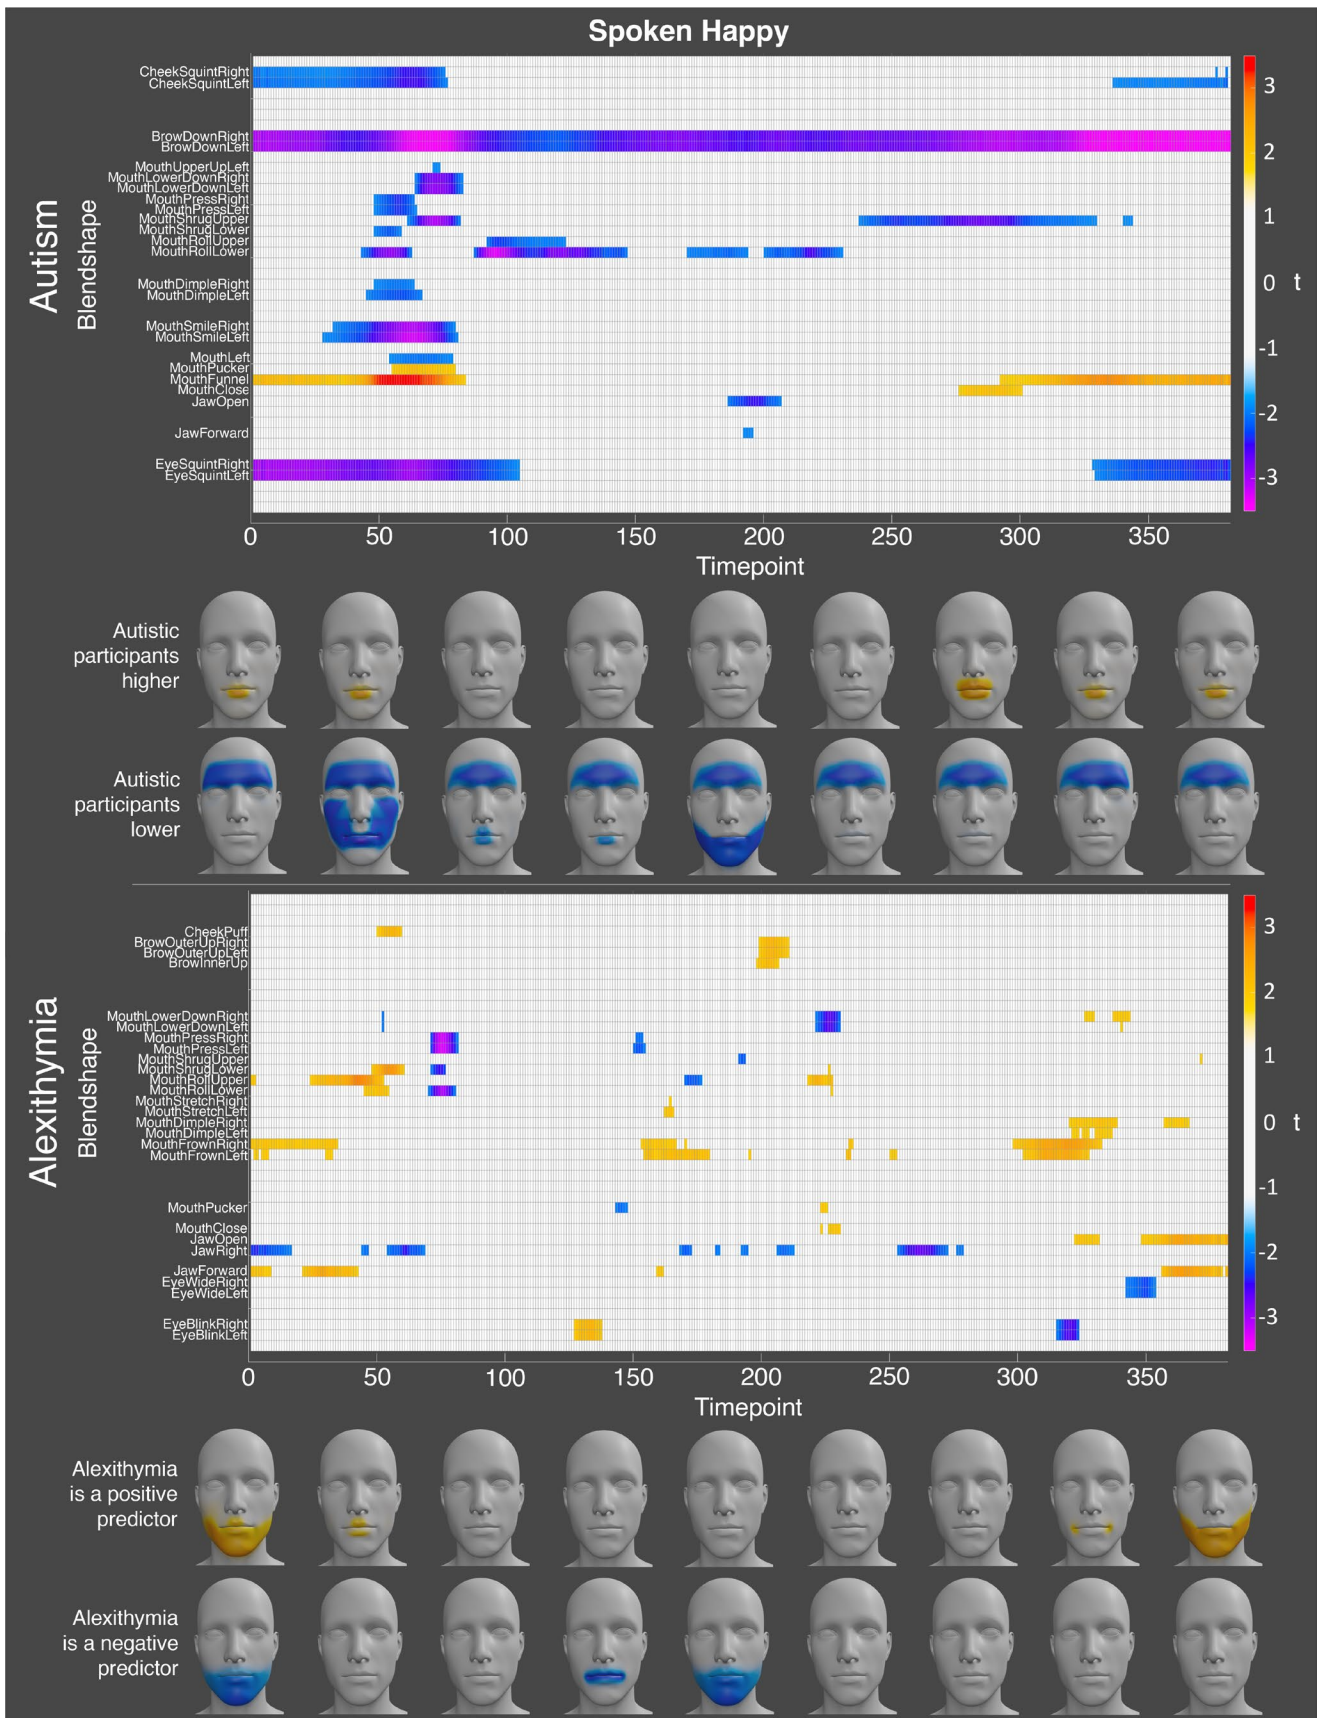 Spoken Happy
Autism
Blendshape
CheekSquintRight
CheekSquintLeft
BrowDownRight
BrowDownLeft
MouthUpperUpLeft
MouthLowerDownRight
MouthLowerDownLeft
MouthPressRight
MouthPressLeft
MouthShrugUpper
MouthShrugLower
MouthRollUpper
MouthRollLower
MouthDimpleRight
MouthDimpleLeft
MouthSmileRight
MouthSmileLeft
MouthLeft
MouthPucker
MouthFunnel
MouthClose
JawOpen
JawForward
EyeSquintRight
EyeSquintLeft
3
2
1
0 t
-1
-2
-3
0 50 100 150 200 250 300 350
Timepoint
Autistic
participants
higher
Autistic
participants
lower
Alexithymia
Blendshape
CheekPuff
BrowOuterUpRight
BrowOuterUpLeft
BrowInnerUp
MouthLowerDownRight
MouthLowerDownLeft
MouthPressRight
MouthPressLeft
MouthShrugUpper
MouthShrugLower
MouthRollUpper
MouthRollLower
MouthStretchRight
MouthStretchLeft
MouthDimpleRight
MouthDimpleLeft
MouthFrownRight
MouthFrownLeft
MouthPucker
MouthClose
JawOpen
JawRight
JawForward
EyeWideRight
EyeWideLeft
EyeBlinkRight
EyeBlinkLeft
3
2
1
0 t
-1
-2
-3
0 50 100 150 200 250 300 350
Timepoint
Alexithymia
is a positive
predictor
Alexithymia
is a negative
predictor